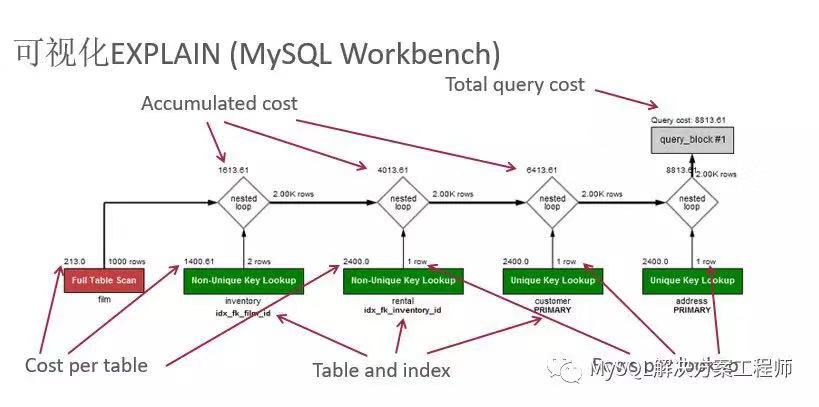 可视化EXPLAIN (MySQL Workbench)
Total query cost
Accumulated cost
Query cost: 8813.61
query_block #1
1613.61
4013.61
6413.61
8813.61
2.00K rows
nested loop
2.00K rows
nested loop
2.00K rows
nested loop
2.00K rows
nested loop
213.0
1000 rows
1400.61
2 rows
2400.0
1 row
2400.0
1 row
2400.0
1 row
Full Table Scan
Non-Unique Key Lookup
Non-Unique Key Lookup
Unique Key Lookup
Unique Key Lookup
film
inventory
idx_fk_film_id
rental
idx_fk_inventory_id
customer
PRIMARY
address
PRIMARY
Cost per table
Table and index
MySQL解决方案工程师